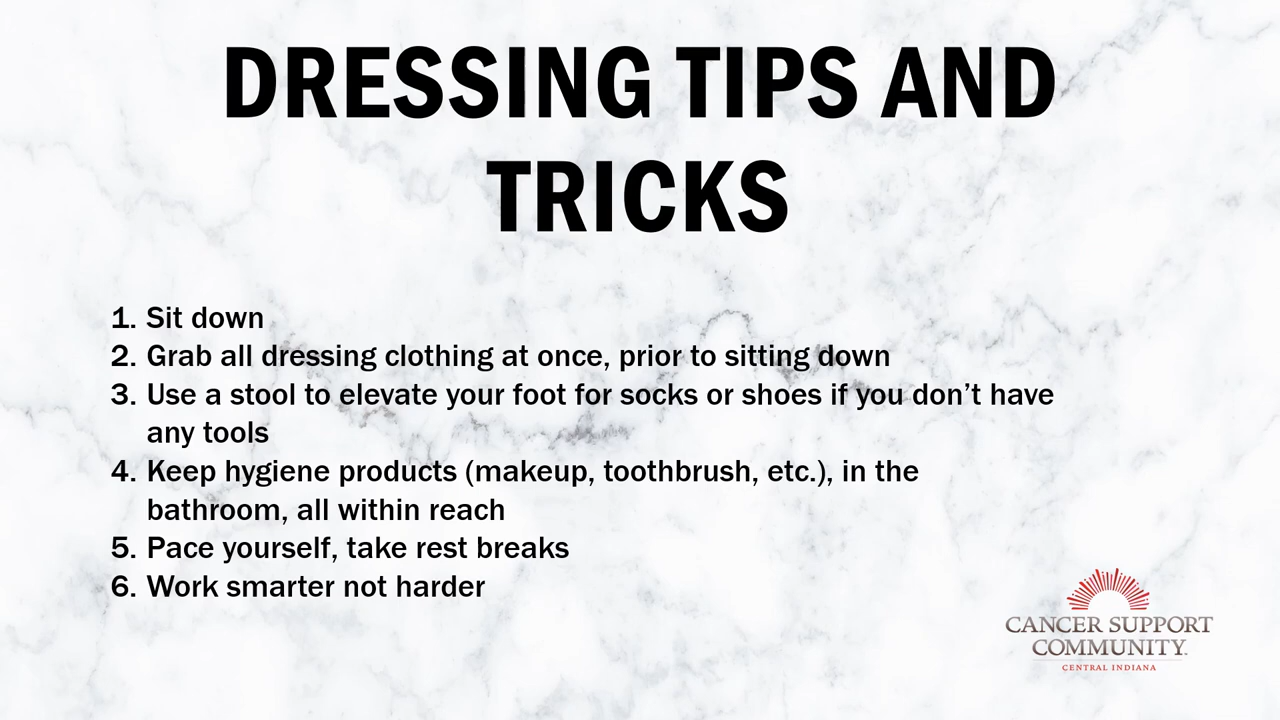 DRESSING TIPS AND
TRICKS
1. Sit down
2. Grab all dressing clothing at once, prior to sitting down
3. Use a stool to elevate your foot for socks or shoes if you don’t have
any tools
4. Keep hygiene products (makeup, toothbrush, etc.), in the
bathroom, all within reach
5. Pace yourself, take rest breaks
6. Work smarter not harder
CANCER SUPPORT
COMMUNITY
CENTRAL INDIANA